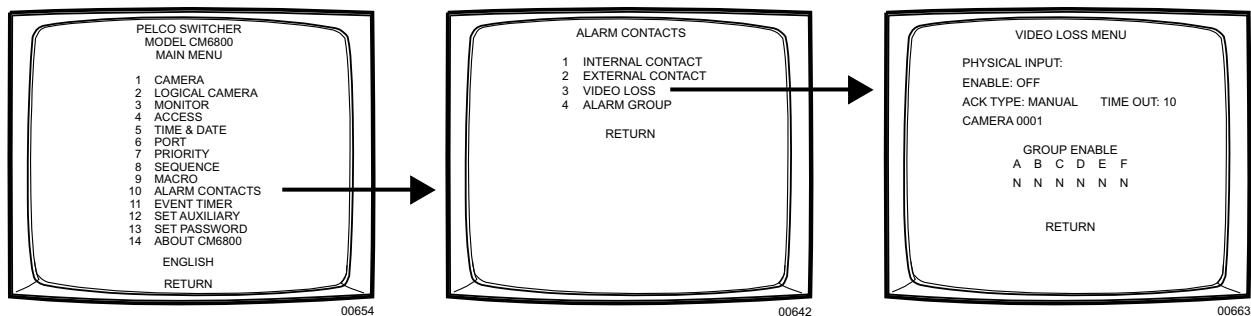 PELCO SWITCHER
MODEL CM6800
MAIN MENU
1 CAMERA
2 LOGICAL CAMERA
3 MONITOR
4 ACCESS
5 TIME & DATE
6 PORT
7 PRIORITY
8 SEQUENCE
9 MACRO
10 ALARM CONTACTS
11 EVENT TIMER
12 SET AUXILIARY
13 SET PASSWORD
14 ABOUT CM6800
ENGLISH
RETURN
00654
ALARM CONTACTS
1 INTERNAL CONTACT
2 EXTERNAL CONTACT
3 VIDEO LOSS
4 ALARM GROUP
RETURN
00642
VIDEO LOSS MENU
PHYSICAL INPUT:
ENABLE: OFF
ACK TYPE: MANUAL TIME OUT: 10
CAMERA 0001
GROUP ENABLE
A B C D E F
N N N N N N
RETURN
00663